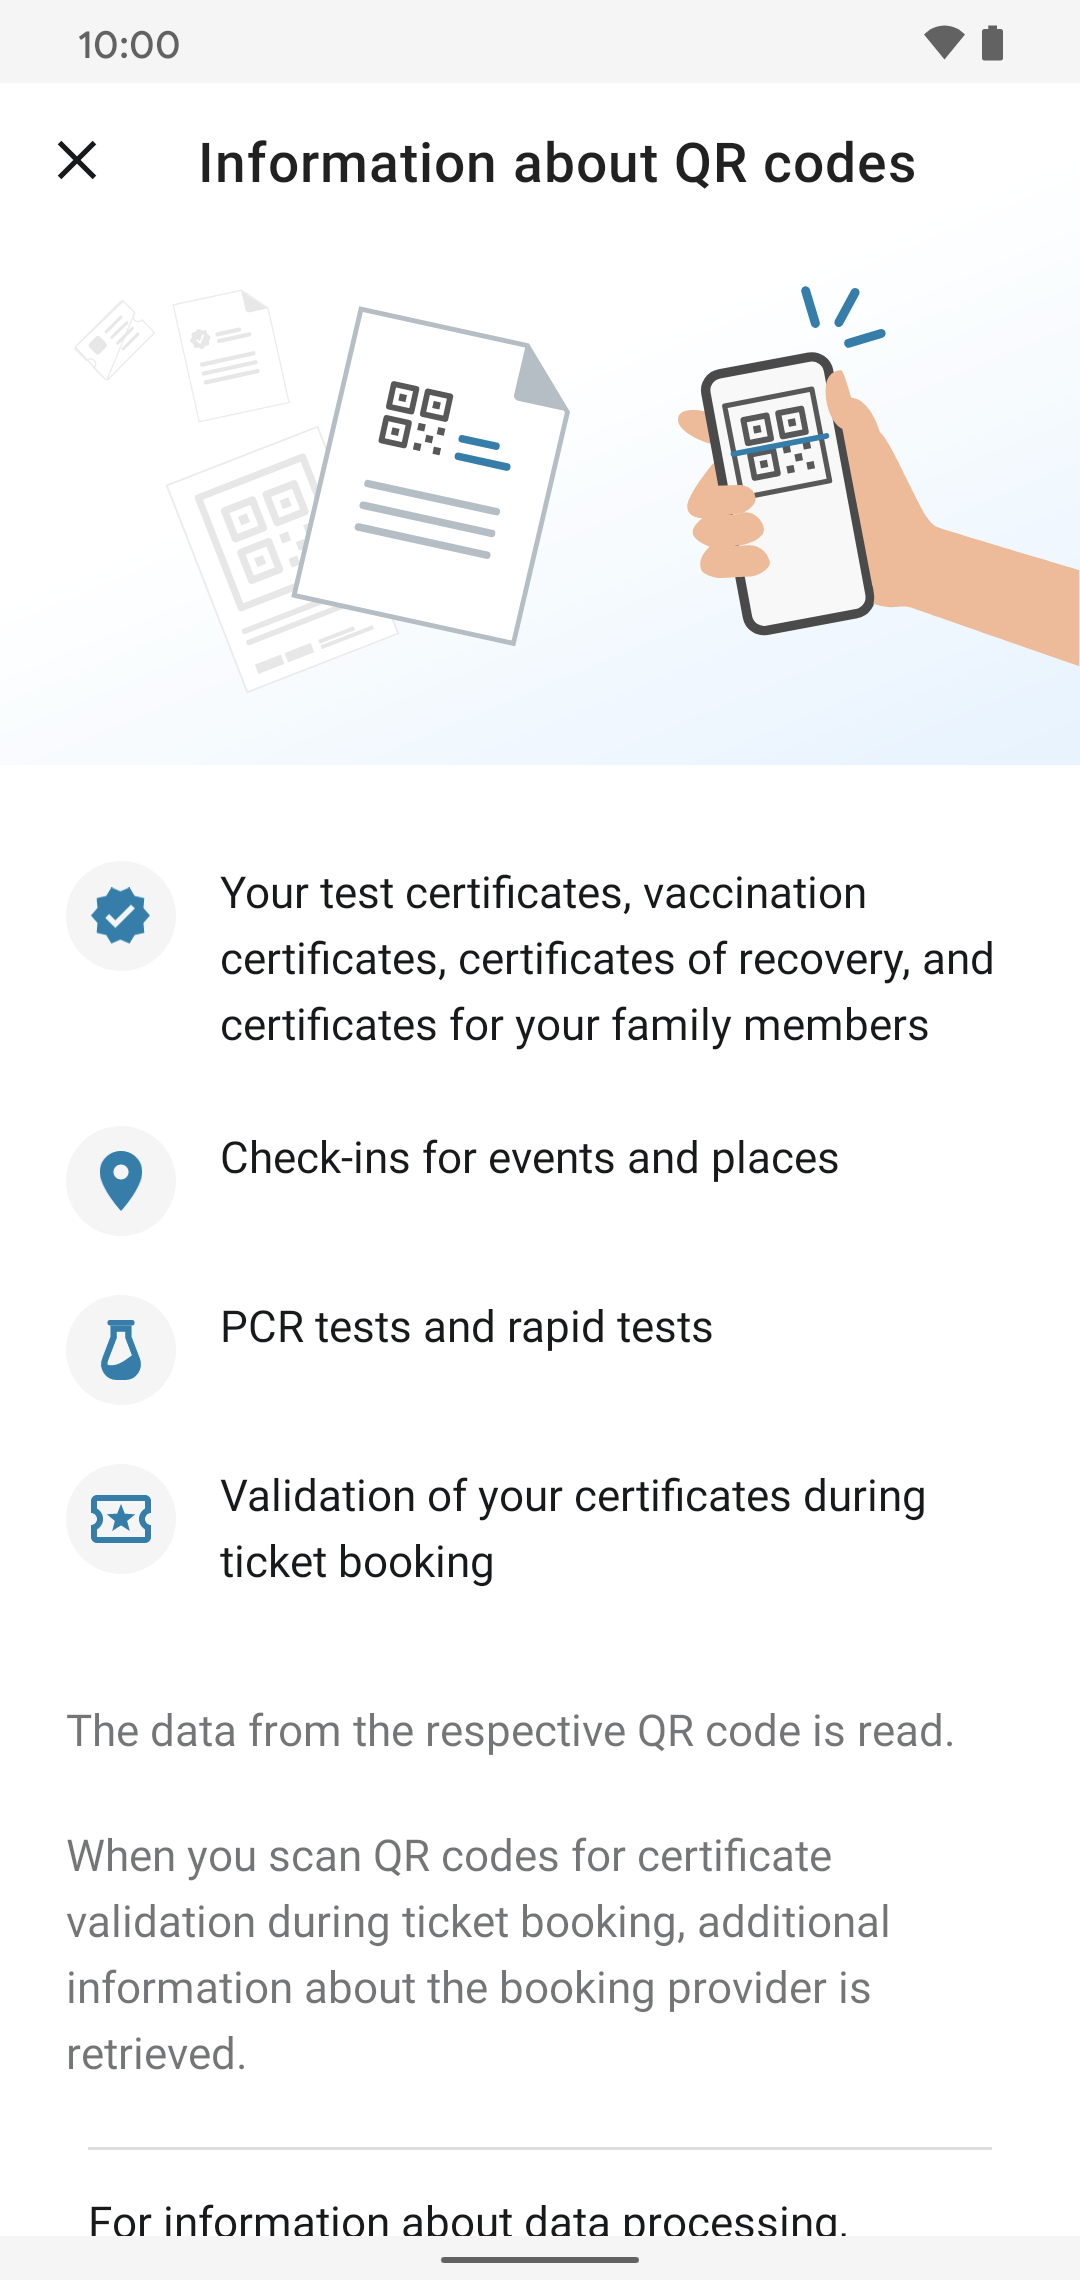 10:00
Information about QR codes
Your test certificates, vaccination
certificates, certificates of recovery, and
certificates for your family members
Check-ins for events and places
PCR tests and rapid tests
Validation of your certificates during
ticket booking
The data from the respective QR code is read.
When you scan QR codes for certificate
validation during ticket booking, additional
information about the booking provider is
retrieved.
For information about data processing,